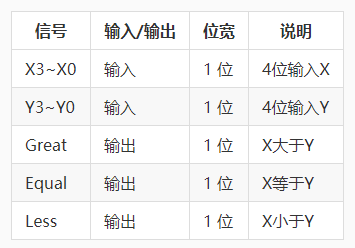 信号 输入/输出 位宽 说明
X3~X0 输入 1 位 4位输入X
Y3~Y0 输入 1 位 4位输入Y
Great 输出 1 位 X大于Y
Equal 输出 1 位 X等于Y
Less 输出 1 位 X小于Y